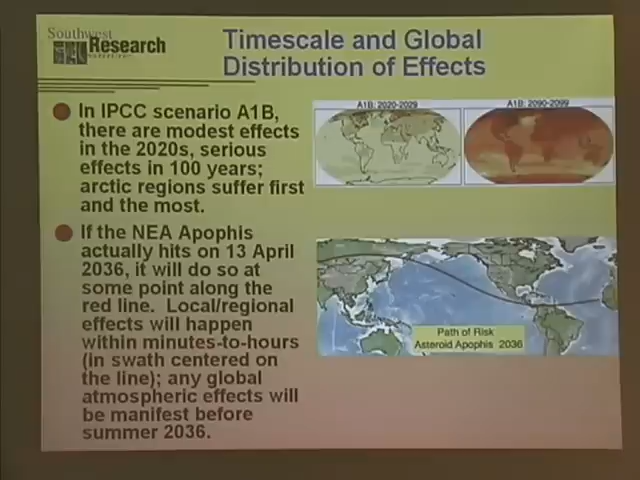 Southwest
Research
Timescale and Global
Distribution of Effects
In IPCC scenario A1B,
there are modest effects
in the 2020s, serious
effects in 100 years;
arctic regions suffer first
and the most.
If the NEA Apophis
actually hits on 13 April
2036, it will do so at
some point along the
red line. Local/regional
effects will happen
within minutes-to-hours
(in swath centered on
the line); any global
atmospheric effects will
be manifest before
summer 2036.
A1B: 2020-2029
A1B: 2090-2099
Path of Risk
Asteroid Apophis 2036